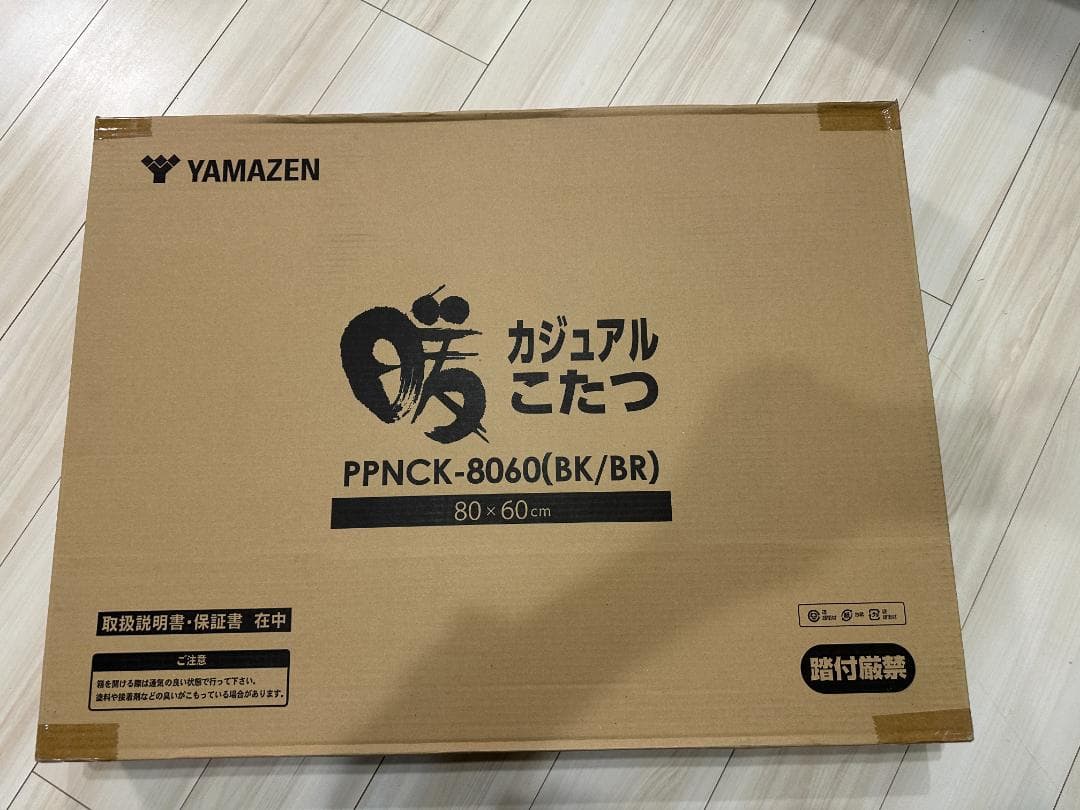 YAMAZEN
暖
カジュアル
こたつ
PPNCK-8060(BK/BR)
80×60cm
取扱説明書・保証書 在中
ご注意
箱を開ける際は通気の良い状態で行って下さい。
塗料や接着剤などの臭いがこもっている場合があります。
踏付厳禁